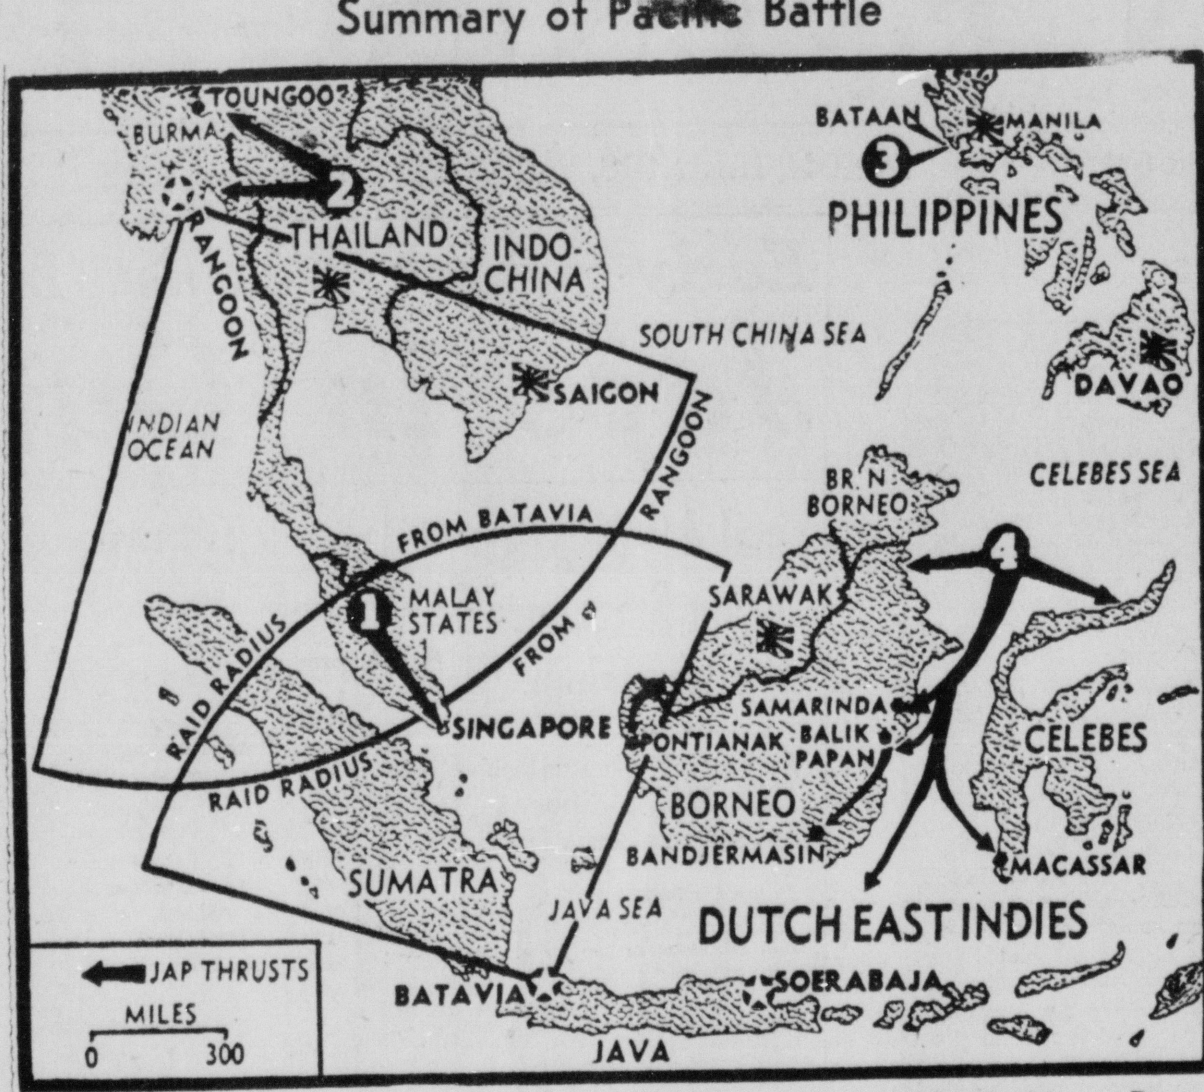 Summary of Pacific Battle
TOUNGOO
BURMA
2
RANGOON
THAILAND
INDO-
CHINA
BATAAN
MANILA
3
PHILIPPINES
SOUTH CHINA SEA
SAIGON
DAVAO
INDIAN
OCEAN
RANGOON
CELEBES SEA
BR. N
BORNEO
FROM BATAVIA
4
1
MALAY
STATES
SARAWAK
FROM
RAID RADIUS
SINGAPORE
SAMARINDA
PONTIANAK
BALIK
PAPAN
CELEBES
RAID RADIUS
BORNEO
BANDJERMASIN
MACASSAR
SUMATRA
JAVA SEA
DUTCH EAST INDIES
JAP THRUSTS
BATAVIA
SOERABAJA
MILES
0 300
JAVA